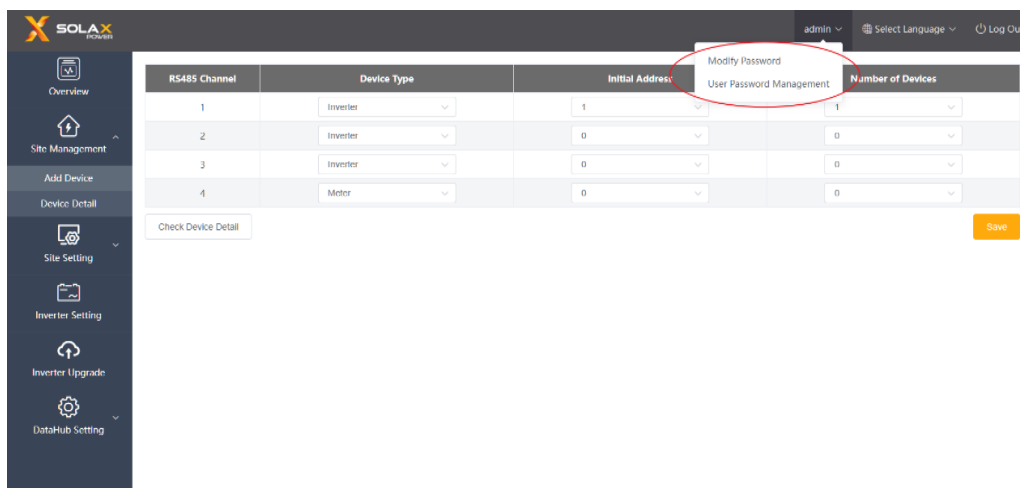 SOLAX
POWER
admin
Select Language
Log Ou
Modify Password
User Password Management
Overview
Site Management
Add Device
Device Detail
Site Setting
Inverter Setting
Inverter Upgrade
DataHub Setting
RS485 Channel Device Type Initial Address Number of Devices
1 Inverter 1 1
2 Inverter 0 0
3 Inverter 0 0
4 Meter 0 0
Check Device Detail
Save